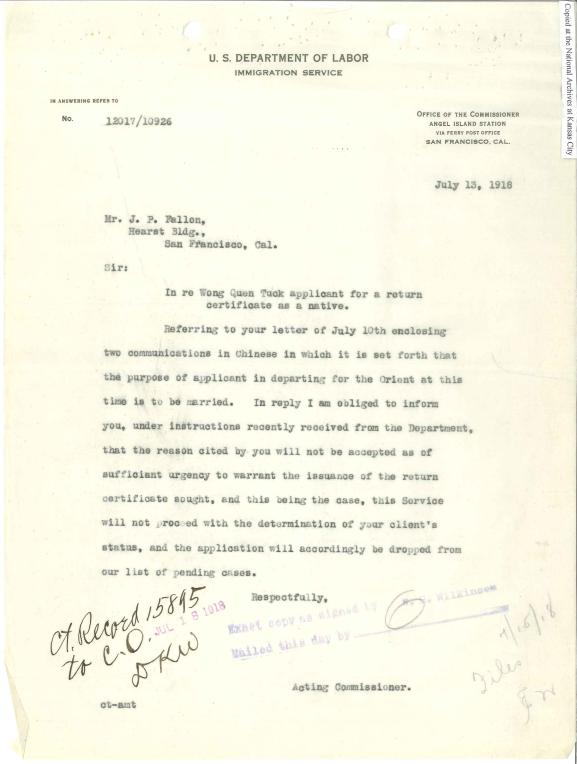 Copied at the National Archives at Kansas City
U. S. DEPARTMENT OF LABOR
IMMIGRATION SERVICE
IN ANSWERING REFER TO
No. 12017/10926
OFFICE OF THE COMMISSIONER
ANGEL ISLAND STATION
VIA FERRY POST OFFICE
SAN FRANCISCO, CAL.
July 13, 1918
Mr. J. P. Fallon,
Hearst Bldg.,
San Francisco, Cal.
Sir:
In re Wong Quen Tuck applicant for a return
certificate as a native.
Referring to your letter of July 10th enclosing
two communications in Chinese in which it is set forth that
the purpose of applicant in departing for the Orient at this
time is to be married. In reply I am obliged to inform
you, under instructions recently received from the Department,
that the reason cited by you will not be accepted as of
sufficiant urgency to warrant the issuance of the return
certificate sought, and this being the case, this Service
will not proceed with the determination of your client's
status, and the application will accordingly be dropped from
our list of pending cases.
Respectfully,
Ct. Record 15895
to C.O.
JUL 18 1918
DKW
Exact copy as signed by Wilkinson
Mailed this day by
7/15/18
Files
Acting Commissioner.
ct-amt